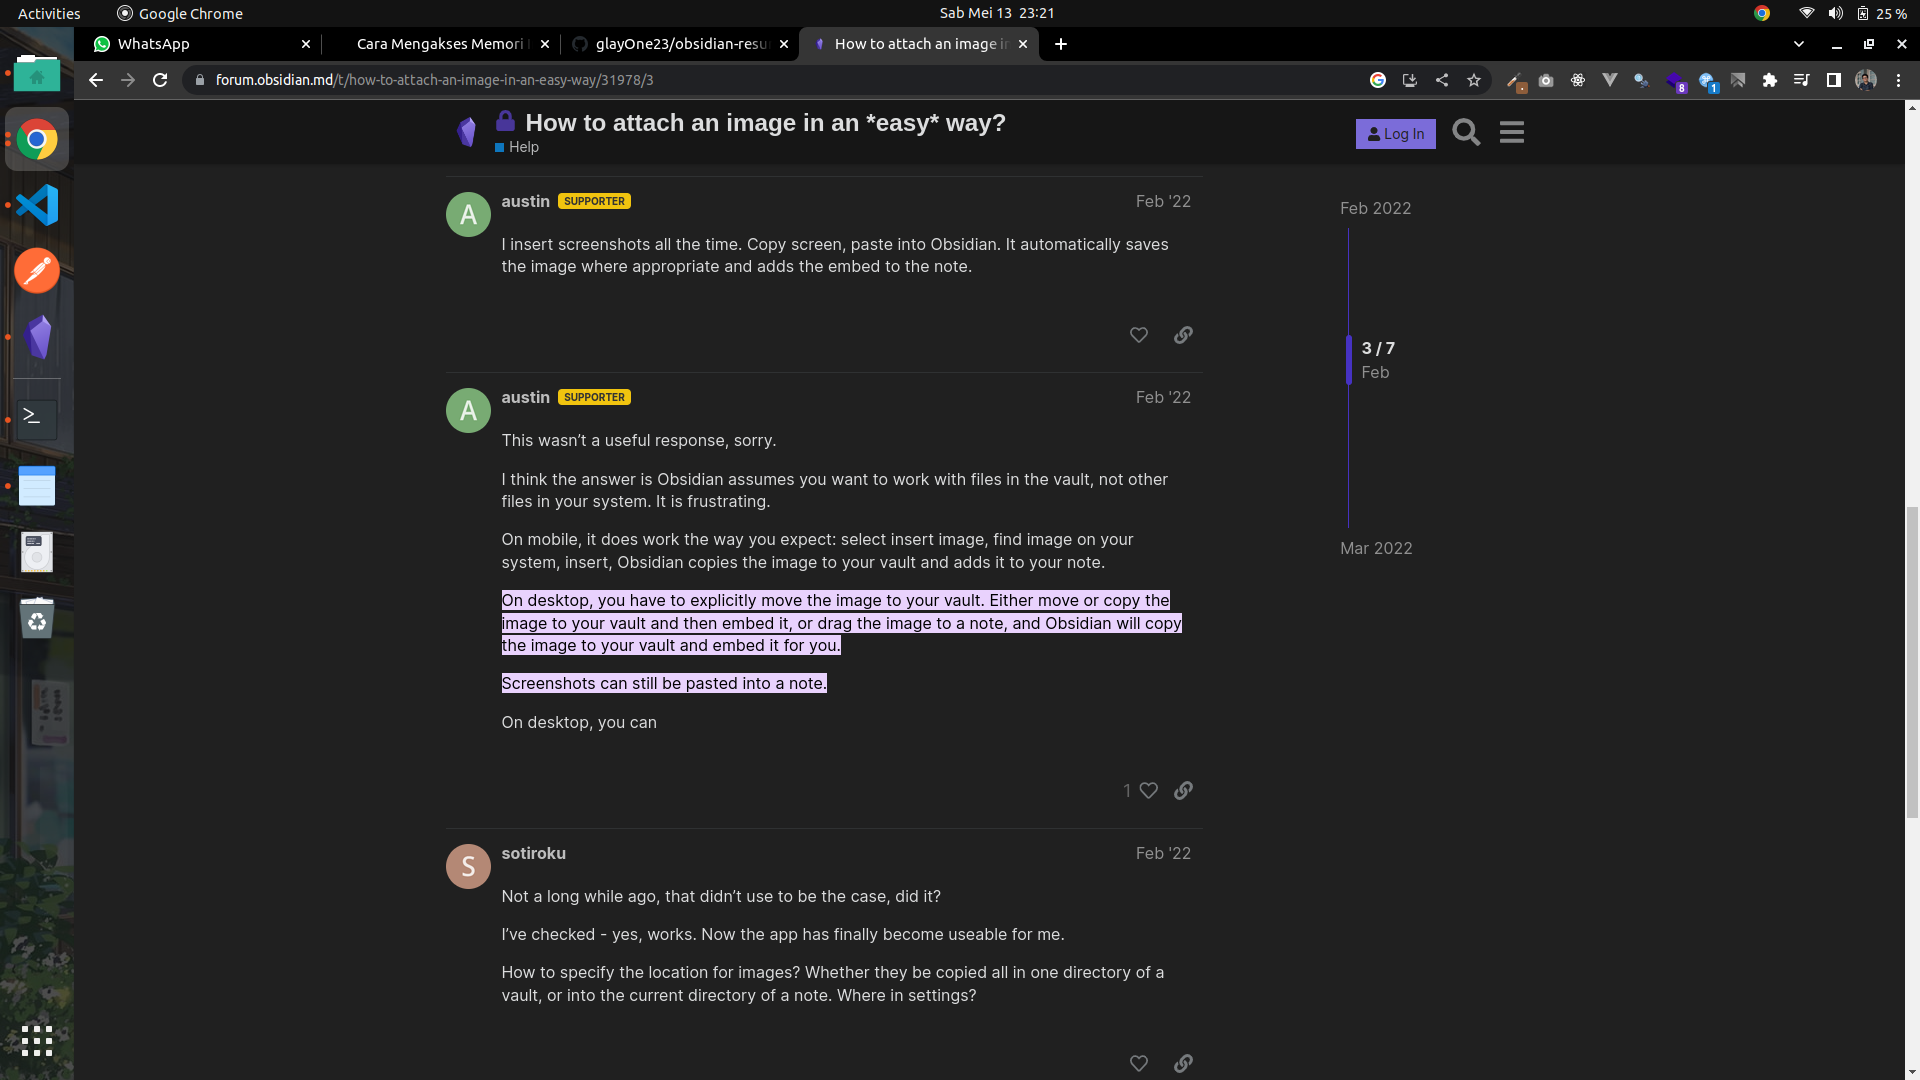 Activities
Google Chrome
Sab Mei 13 23:21
25 %
WhatsApp
Cara Mengakses Memori
glayOne23/obsidian-resu
How to attach an image in
forum.obsidian.md/t/how-to-attach-an-image-in-an-easy-way/31978/3
8
1
How to attach an image in an *easy* way?
Help
Log In
A
austin
SUPPORTER
Feb '22
I insert screenshots all the time. Copy screen, paste into Obsidian. It automatically saves
the image where appropriate and adds the embed to the note.
Feb 2022
3 / 7
Feb
Mar 2022
A
austin
SUPPORTER
Feb '22
This wasn’t a useful response, sorry.
I think the answer is Obsidian assumes you want to work with files in the vault, not other
files in your system. It is frustrating.
On mobile, it does work the way you expect: select insert image, find image on your
system, insert, Obsidian copies the image to your vault and adds it to your note.
On desktop, you have to explicitly move the image to your vault. Either move or copy the
image to your vault and then embed it, or drag the image to a note, and Obsidian will copy
the image to your vault and embed it for you.
Screenshots can still be pasted into a note.
On desktop, you can
1
S
sotiroku
Feb '22
Not a long while ago, that didn’t use to be the case, did it?
I’ve checked - yes, works. Now the app has finally become useable for me.
How to specify the location for images? Whether they be copied all in one directory of a
vault, or into the current directory of a note. Where in settings?